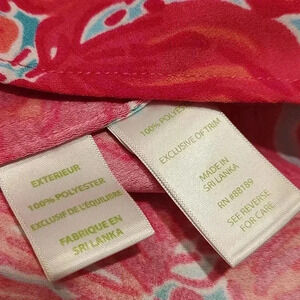 EXTERIEUR
100% POLYESTER
EXCLUSIF DE L'ÉQUILIBRE
FABRIQUE EN
SRI LANKA
100% POLYESTER
EXCLUSIVE OF TRIM
MADE IN
SRI LANKA
RN #88189
SEE REVERSE
FOR CARE